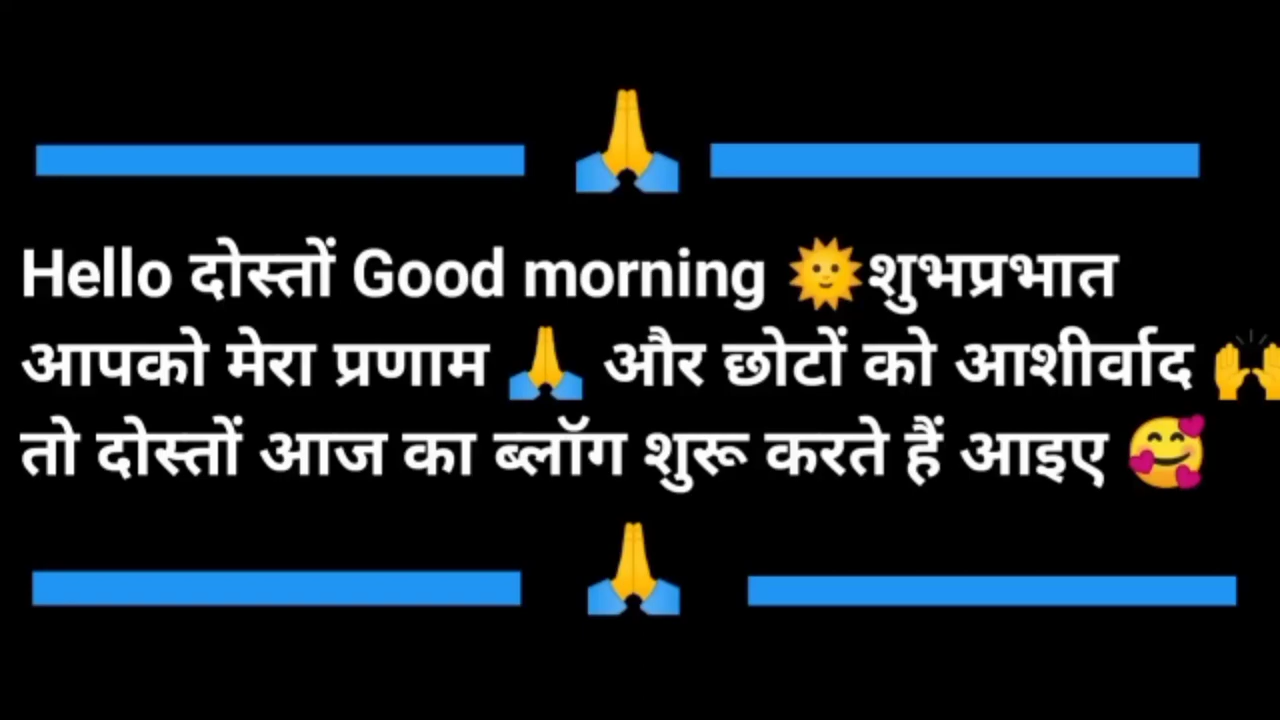 🙏
Hello दोस्तों Good morning 🌞शुभप्रभात
आपको मेरा प्रणाम 🙏 और छोटों को आशीर्वाद 🙌
तो दोस्तों आज का ब्लॉग शुरू करते हैं आइए 🥰
🙏